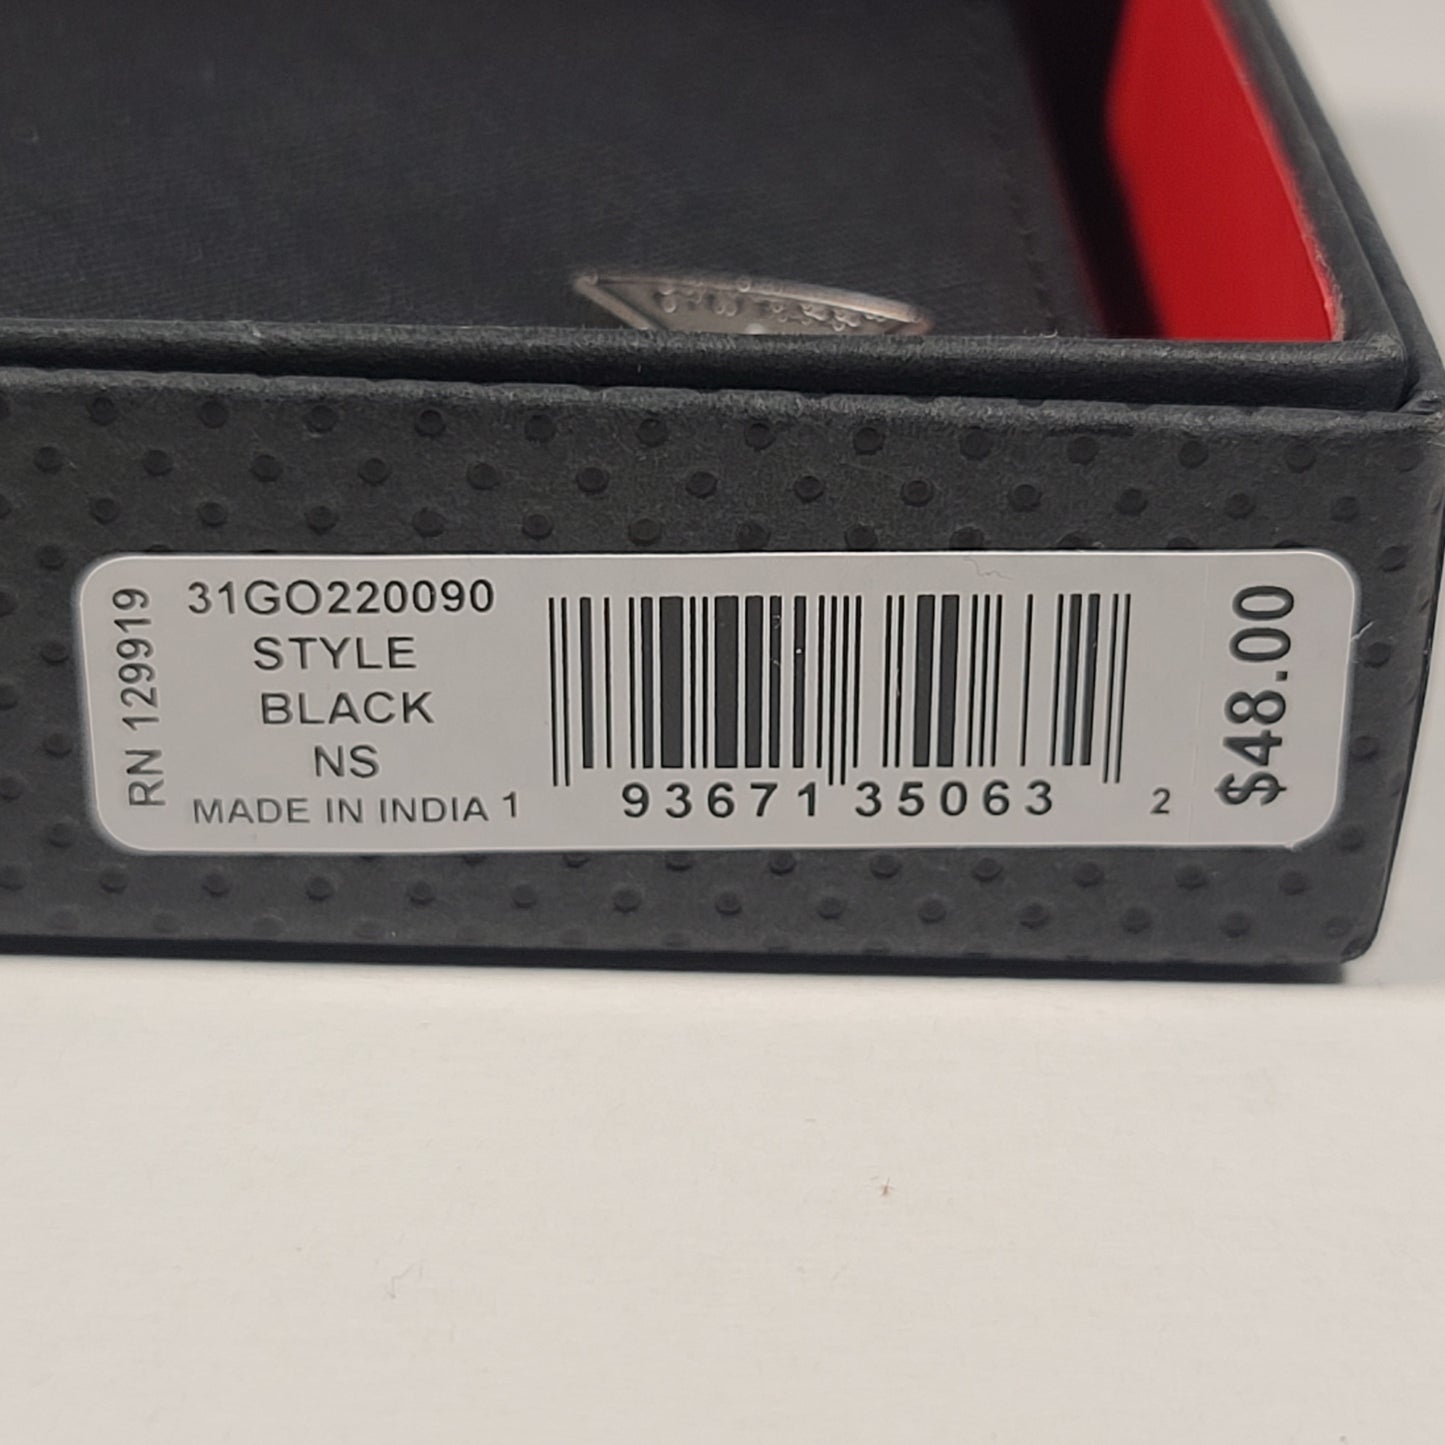 RN 129919
31GO220090
STYLE
BLACK
NS
MADE IN INDIA
1 93671 35063 2
$48.00